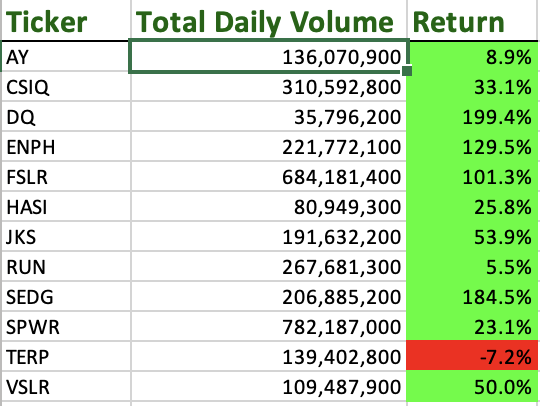 Ticker Total Daily Volume Return
AY 136,070,900 8.9%
CSIQ 310,592,800 33.1%
DQ 35,796,200 199.4%
ENPH 221,772,100 129.5%
FSLR 684,181,400 101.3%
HASI 80,949,300 25.8%
JKS 191,632,200 53.9%
RUN 267,681,300 5.5%
SEDG 206,885,200 184.5%
SPWR 782,187,000 23.1%
TERP 139,402,800 -7.2%
VSLR 109,487,900 50.0%